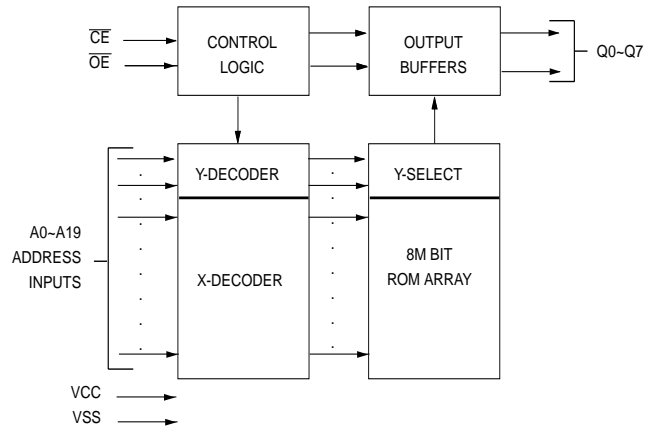 CE
OE
CONTROL
LOGIC
OUTPUT
BUFFERS
Q0~Q7
A0~A19
ADDRESS
INPUTS
Y-DECODER
X-DECODER
Y-SELECT
8M BIT
ROM ARRAY
VCC
VSS